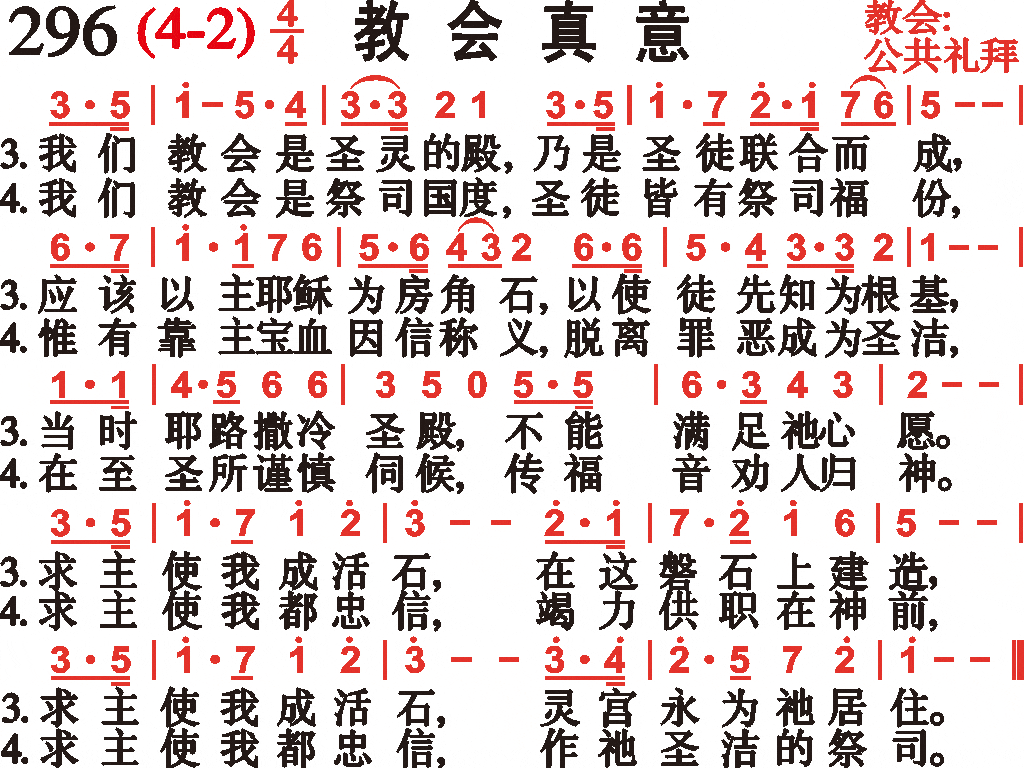 296 (4-2) 4/4 教会真意 教会:
公共礼拜
3·5 | i – 5·4 | 3·3 2 1 3·5 | i·7 2̇·i 7 6 | 5 – – |
3. 我们教会是圣灵的殿, 乃是圣徒联合而成,
4. 我们教会是祭司国度, 圣徒皆有祭司福份,
6·7 | i·i 7 6 | 5·6 4 3 2 6·6 | 5·4 3·3 2 | 1 – – |
3. 应该以主耶稣为房角石, 以使徒先知为根基,
4. 惟有靠主宝血因信称义, 脱离罪恶成为圣洁,
1·1 | 4·5 6 6 | 3 5 0 5·5 | 6·3 4 3 | 2 – – |
3. 当时耶路撒冷圣殿, 不能满足祂心愿。
4. 在至圣所谨慎伺候, 传福音劝人归神。
3·5 | i·7 i 2̇ | 3̇ – – 2̇·i | 7·2̇ i 6 | 5 – – |
3. 求主使我成活石, 在这磐石上建造,
4. 求主使我都忠信, 竭力供职在神前,
3·5 | i·7 i 2̇ | 3̇ – – 3̇·4̇ | 2̇·5 7 2̇ | i – – ‖
3. 求主使我成活石, 灵宫永为祂居住。
4. 求主使我都忠信, 作祂圣洁的祭司。